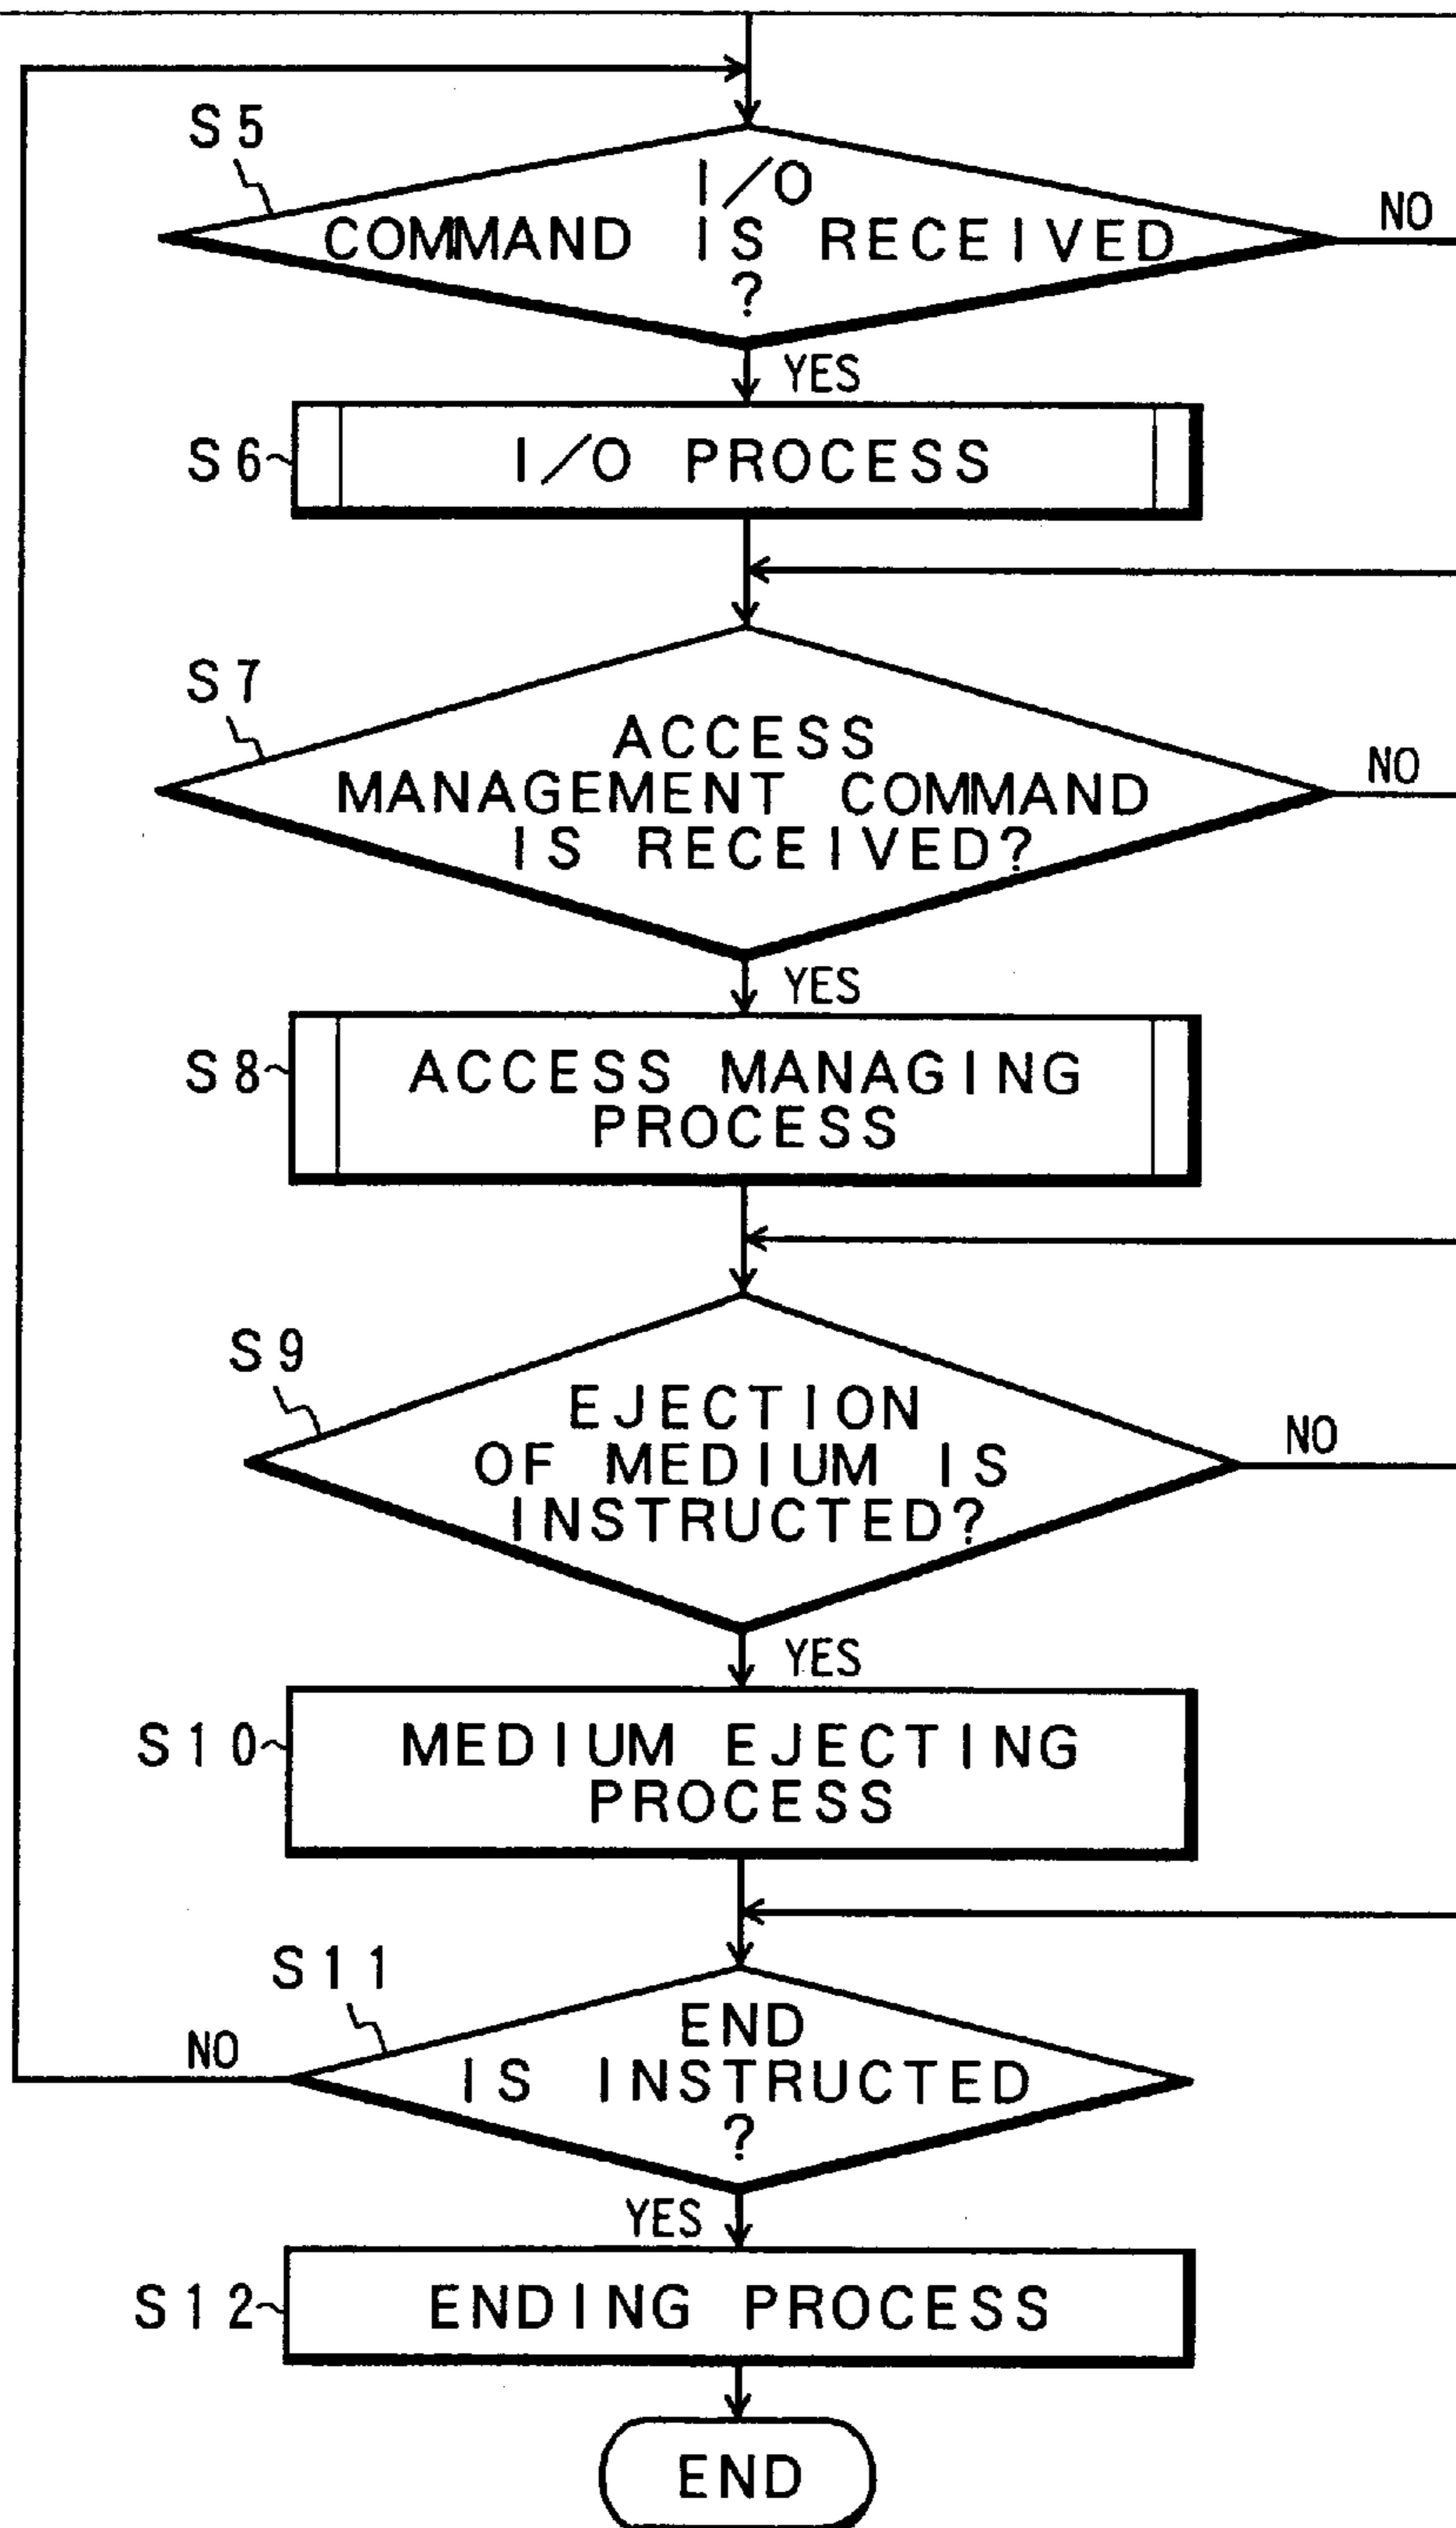 S5
I/O
COMMAND IS RECEIVED
?
NO
YES
S6
I/O PROCESS
S7
ACCESS
MANAGEMENT COMMAND
IS RECEIVED?
NO
YES
S8
ACCESS MANAGING
PROCESS
S9
EJECTION
OF MEDIUM IS
INSTRUCTED?
NO
YES
S10
MEDIUM EJECTING
PROCESS
S11
END
IS INSTRUCTED
?
NO
YES
S12
ENDING PROCESS
END